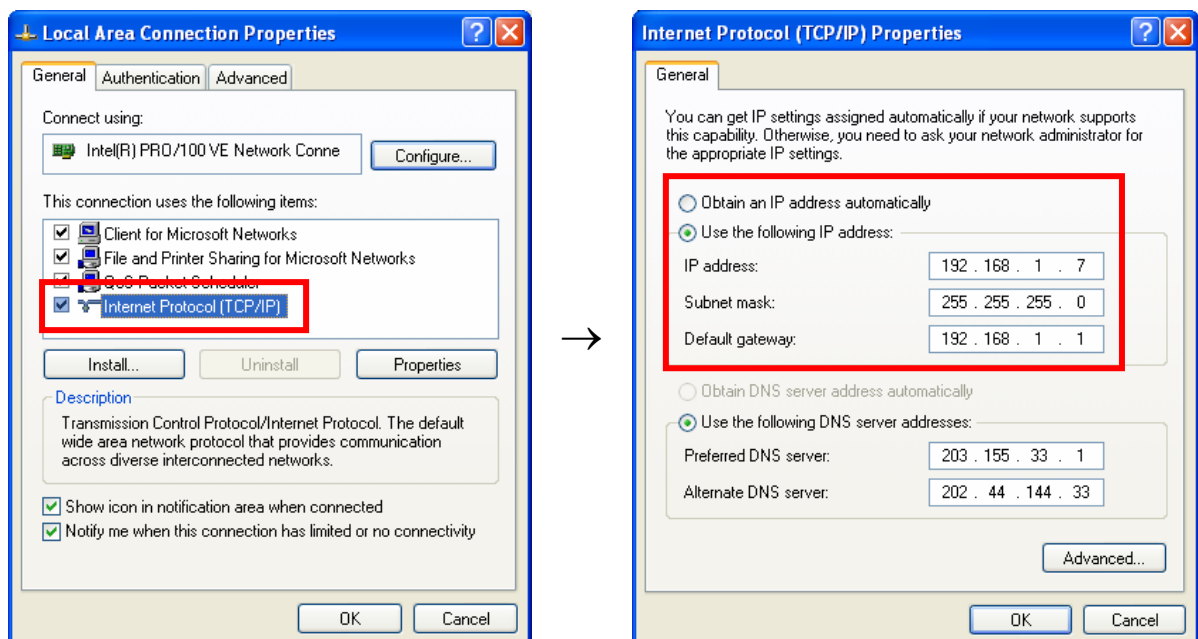 Local Area Connection Properties
General Authentication Advanced
Connect using:
Intel(R) PRO/100 VE Network Conne
Configure...
This connection uses the following items:
Client for Microsoft Networks
File and Printer Sharing for Microsoft Networks
QoS Packet Scheduler
Internet Protocol (TCP/IP)
Install... Uninstall Properties
Description
Transmission Control Protocol/Internet Protocol. The default
wide area network protocol that provides communication
across diverse interconnected networks.
Show icon in notification area when connected
Notify me when this connection has limited or no connectivity
OK Cancel
→
Internet Protocol (TCP/IP) Properties
General
You can get IP settings assigned automatically if your network supports
this capability. Otherwise, you need to ask your network administrator for
the appropriate IP settings.
Obtain an IP address automatically
Use the following IP address:
IP address: 192 . 168 . 1 . 7
Subnet mask: 255 . 255 . 255 . 0
Default gateway: 192 . 168 . 1 . 1
Obtain DNS server address automatically
Use the following DNS server addresses:
Preferred DNS server: 203 . 155 . 33 . 1
Alternate DNS server: 202 . 44 . 144 . 33
Advanced...
OK Cancel